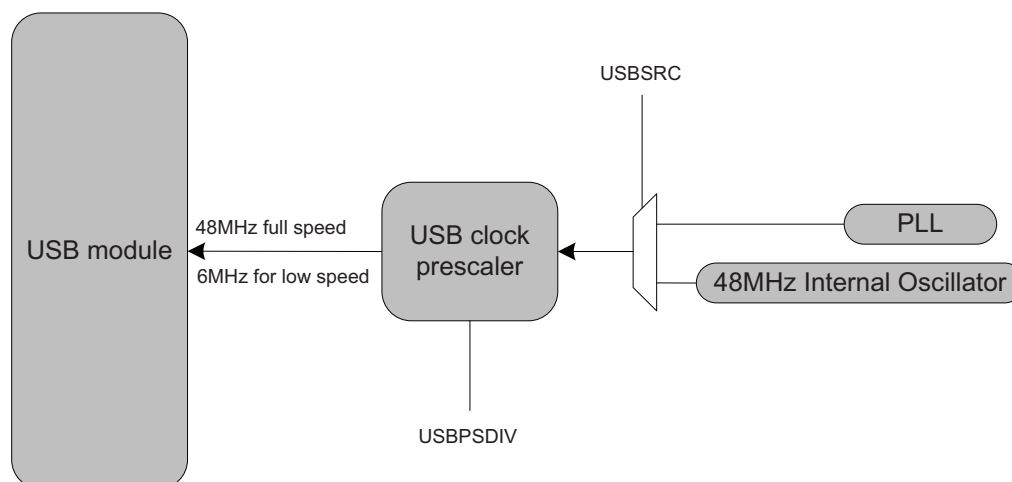 USBSRC
48MHz full speed
USB module
6MHz for low speed
USB clock
prescaler
PLL
48MHz Internal Oscillator
USBPSDIV